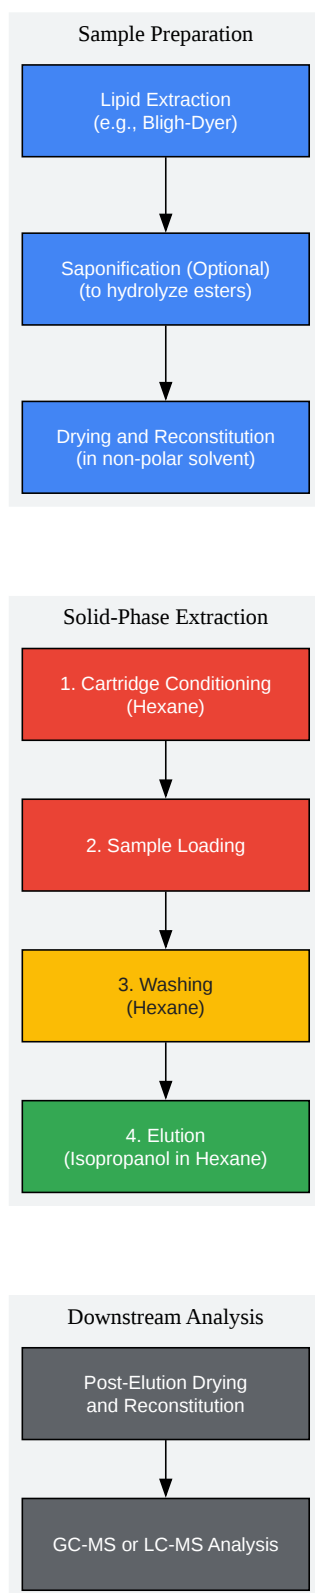 Sample Preparation
Lipid Extraction
(e.g., Bligh-Dyer)
Saponification (Optional)
(to hydrolyze esters)
Drying and Reconstitution
(in non-polar solvent)
Solid-Phase Extraction
1. Cartridge Conditioning
(Hexane)
2. Sample Loading
3. Washing
(Hexane)
4. Elution
(Isopropanol in Hexane)
Downstream Analysis
Post-Elution Drying
and Reconstitution
GC-MS or LC-MS Analysis